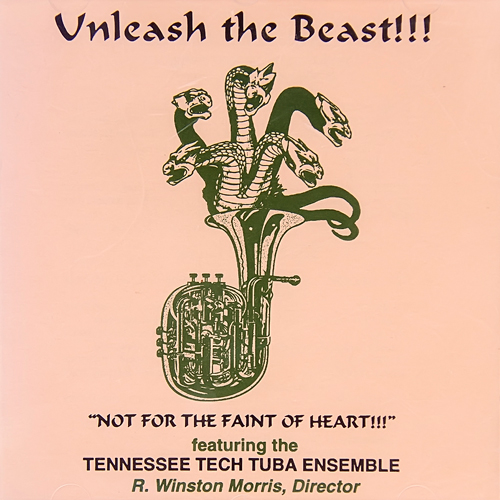 Unleash the Beast!!!
“NOT FOR THE FAINT OF HEART!!!”
featuring the
TENNESSEE TECH TUBA ENSEMBLE
R. Winston Morris, Director